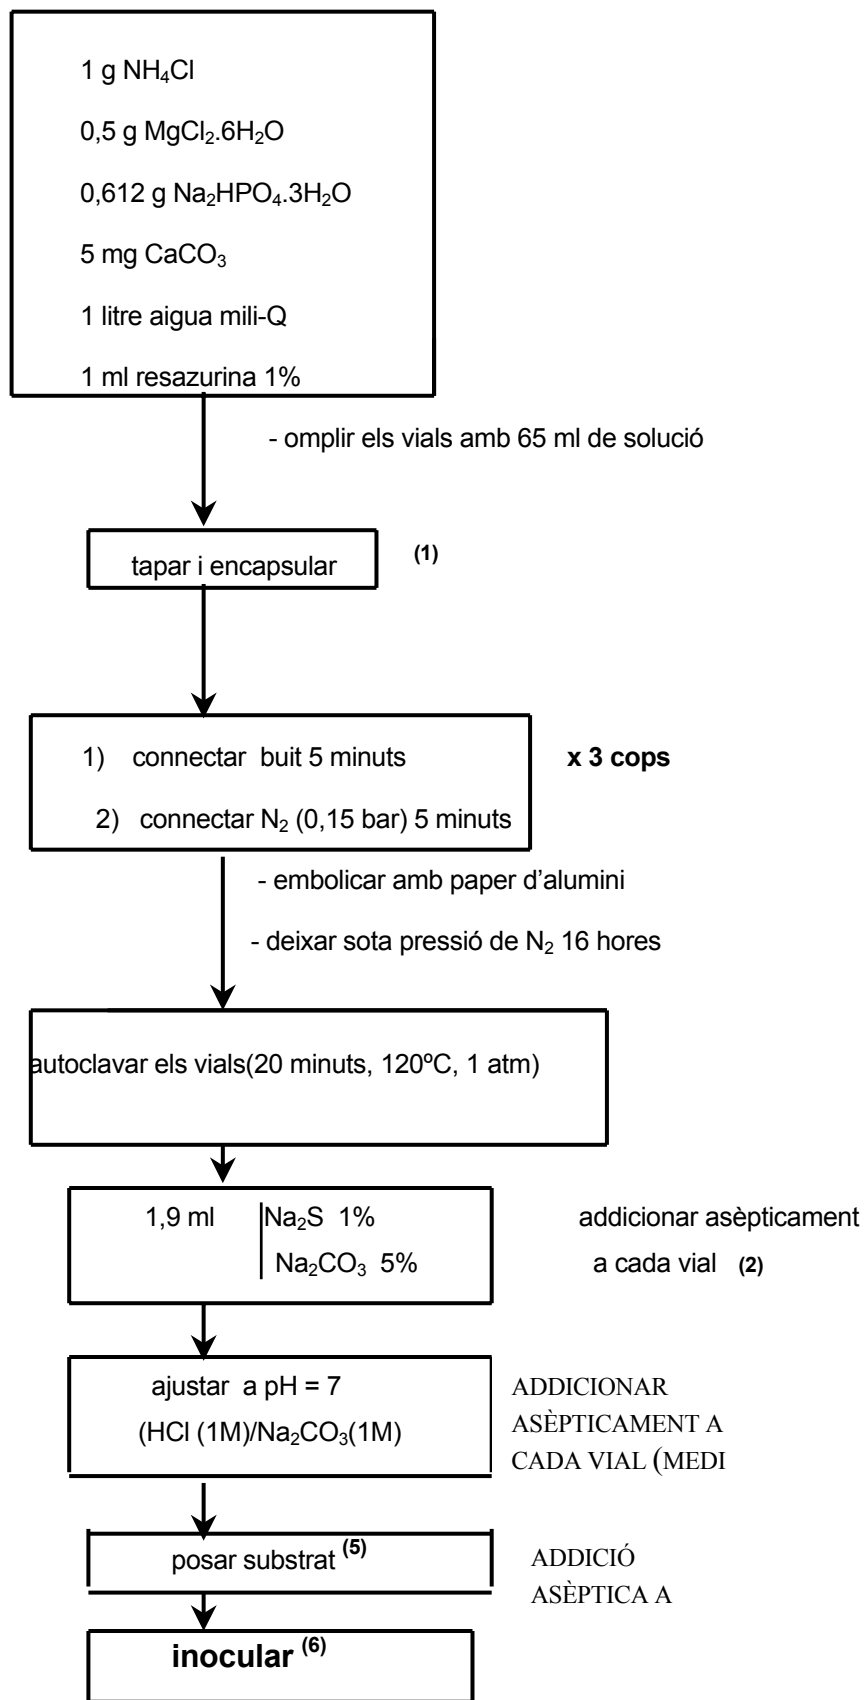 1 g NH₄Cl
0,5 g MgCl₂.6H₂O
0,612 g Na₂HPO₄.3H₂O
5 mg CaCO₃
1 litre aigua mili-Q
1 ml resazurina 1%
- omplir els vials amb 65 ml de solució
tapar i encapsular (1)
1) connectar buit 5 minuts x 3 cops
2) connectar N₂ (0,15 bar) 5 minuts
- embolicar amb paper d'alumini
- deixar sota pressió de N₂ 16 hores
autoclavar els vials(20 minuts, 120ºC, 1 atm)
1,9 ml Na₂S 1% addicionar asèpticament
Na₂CO₃ 5% a cada vial (2)
ajustar a pH = 7
(HCl (1M)/Na₂CO₃(1M)
ADDICIONAR
ASÈPTICAMENT A
CADA VIAL (MEDI
posar substrat (5)
ADDICIÓ
ASÈPTICA A
inocular (6)